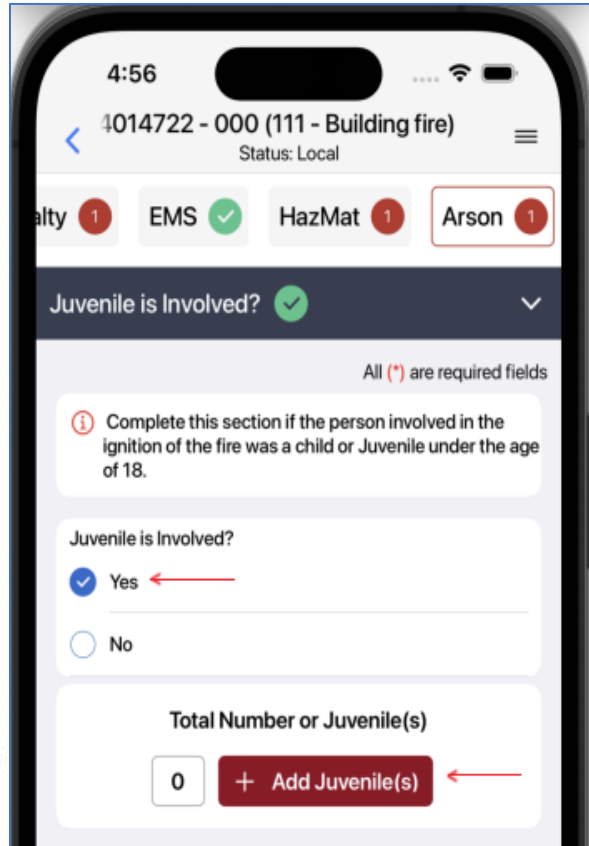 4:56
4014722 - 000 (111 - Building fire)
Status: Local
alty 1 EMS HazMat 1 Arson 1
Juvenile is Involved?
All (*) are required fields
Complete this section if the person involved in the
ignition of the fire was a child or Juvenile under the age
of 18.
Juvenile is Involved?
Yes
No
Total Number or Juvenile(s)
0 + Add Juvenile(s)